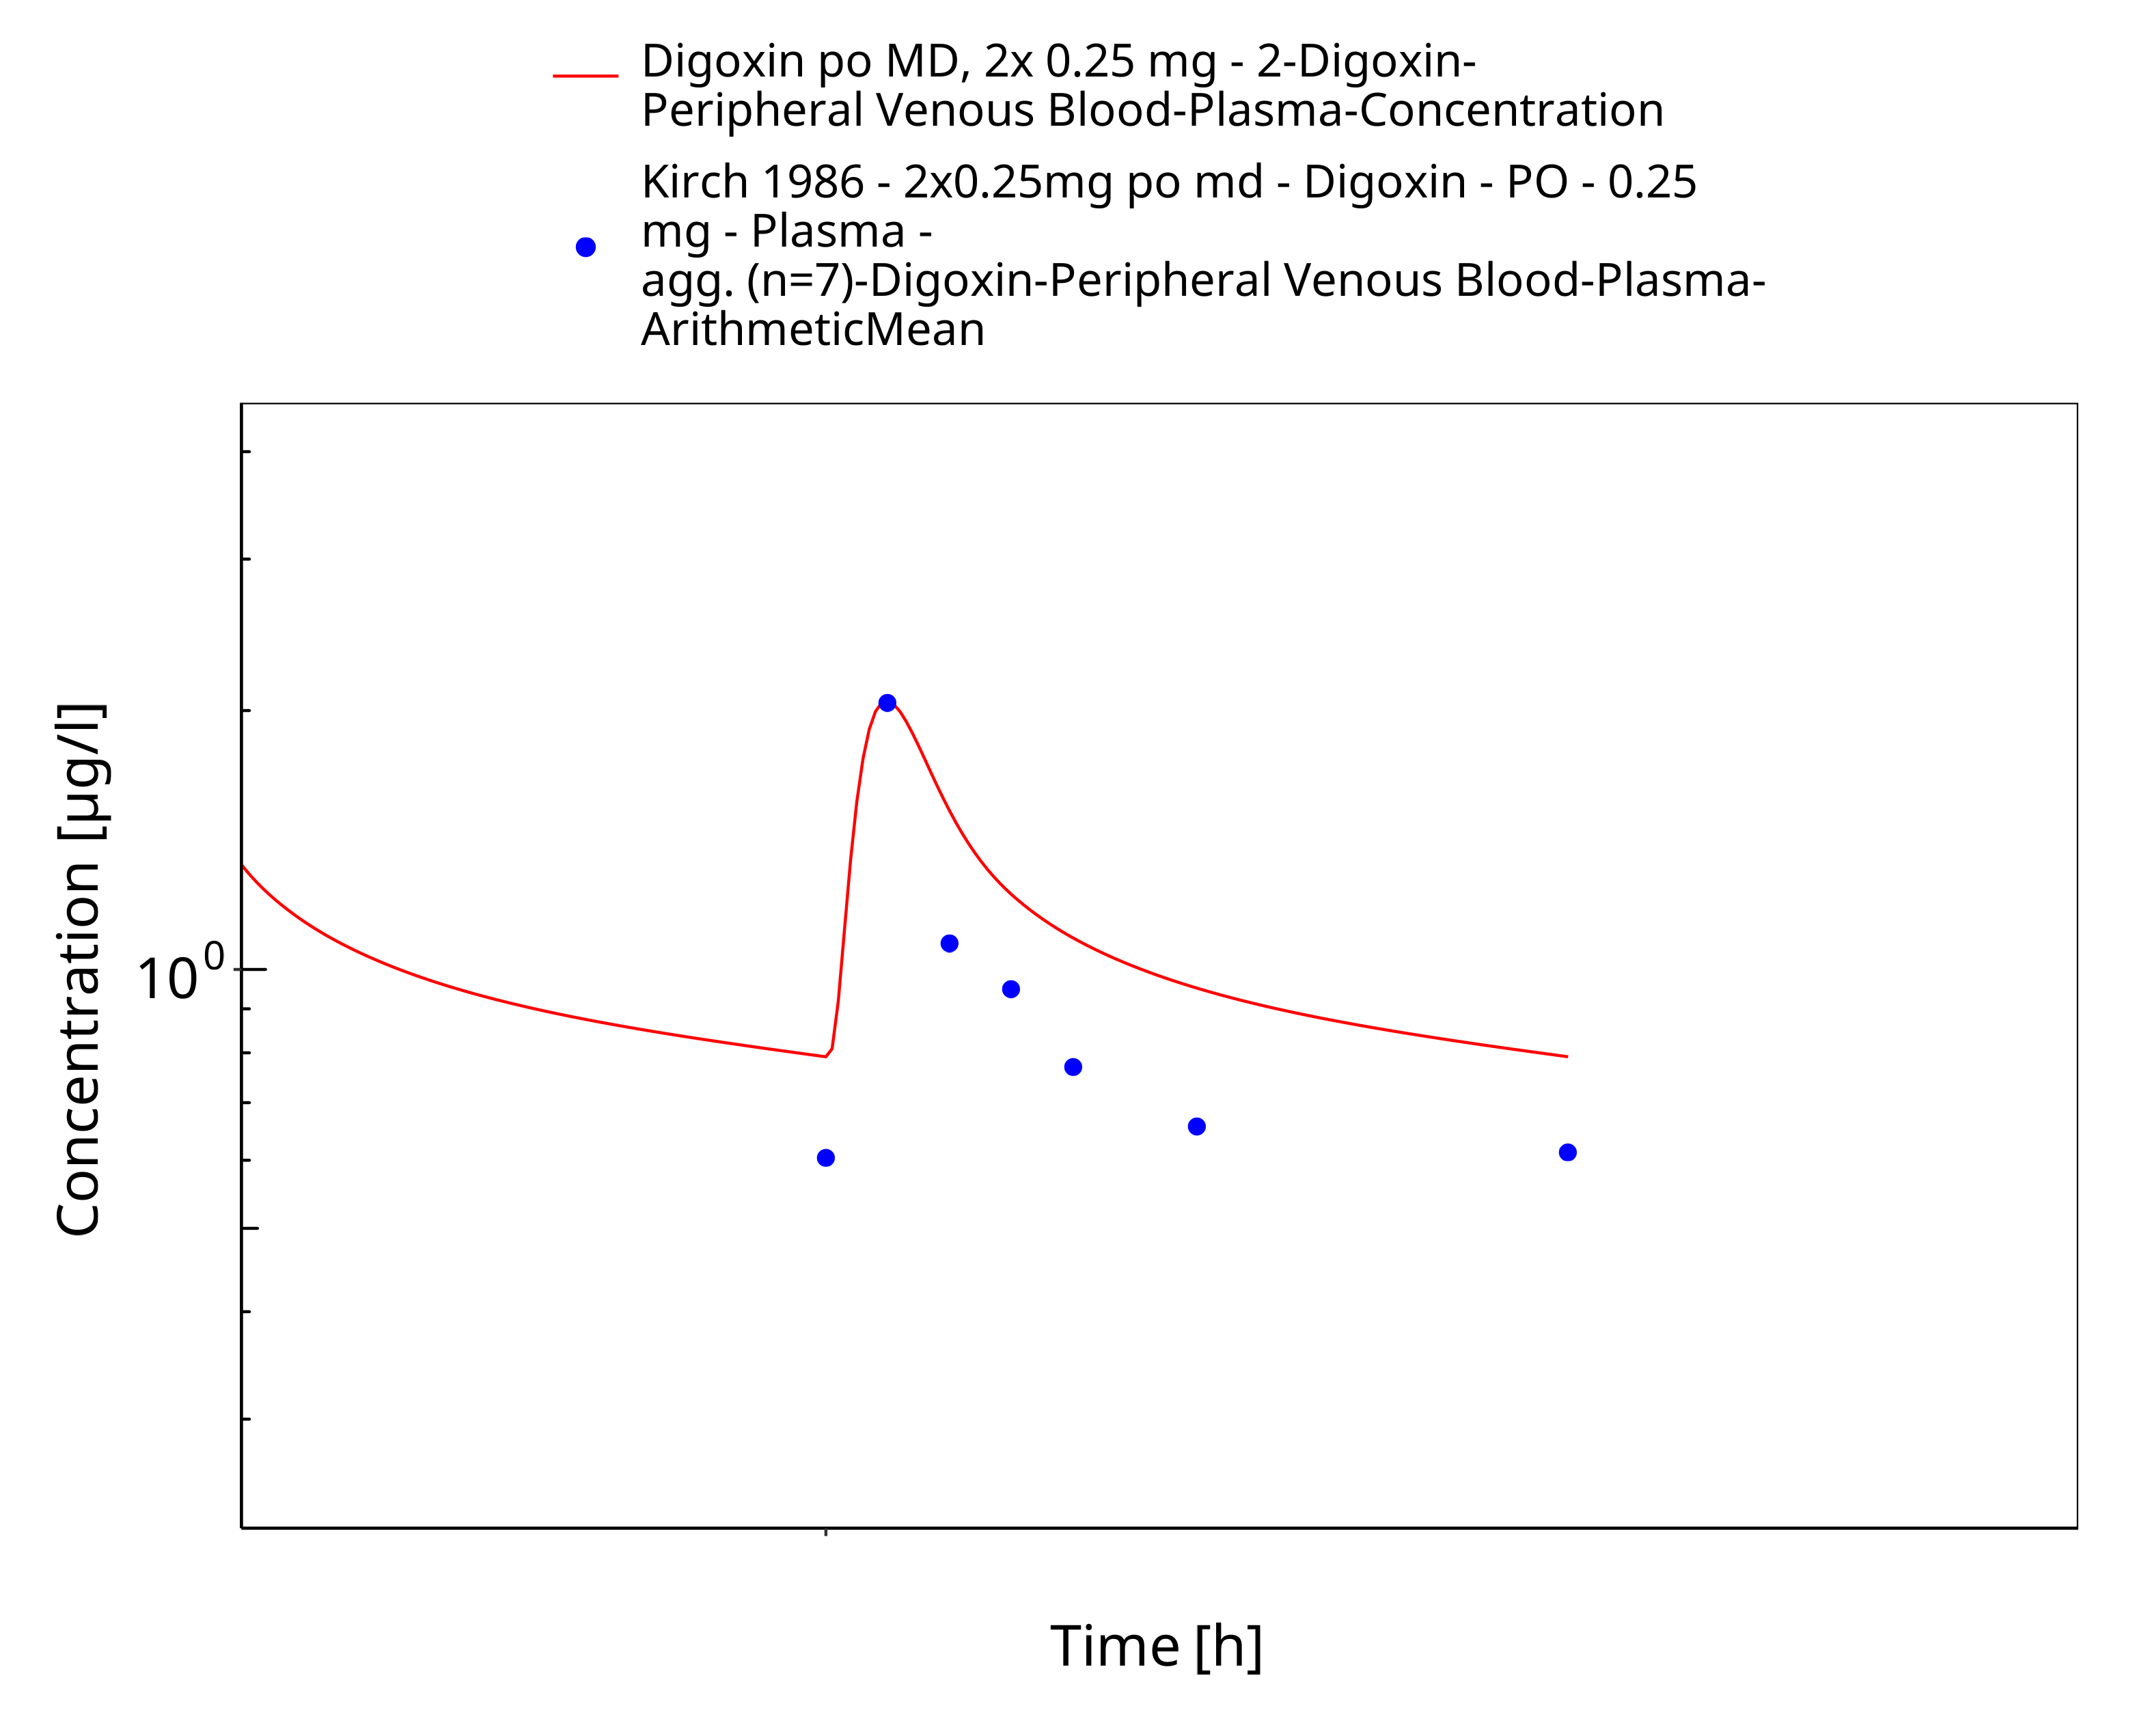 Digoxin po MD, 2x 0.25 mg - 2-Digoxin-
Peripheral Venous Blood-Plasma-Concentration
Kirch 1986 - 2x0.25mg po md - Digoxin - PO - 0.25
mg - Plasma -
agg. (n=7)-Digoxin-Peripheral Venous Blood-Plasma-
ArithmeticMean
Concentration [µg/l]
10⁰
Time [h]